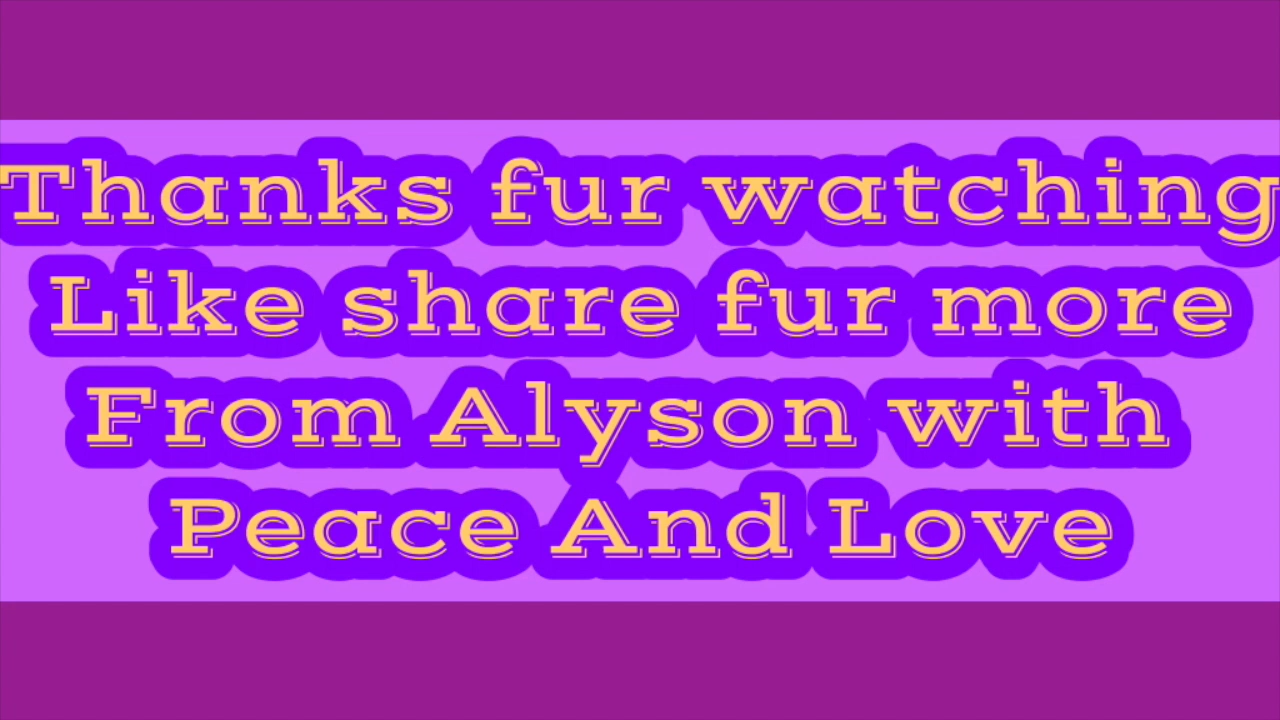 Thanks fur watching
Like share fur more
From Alyson with
Peace And Love